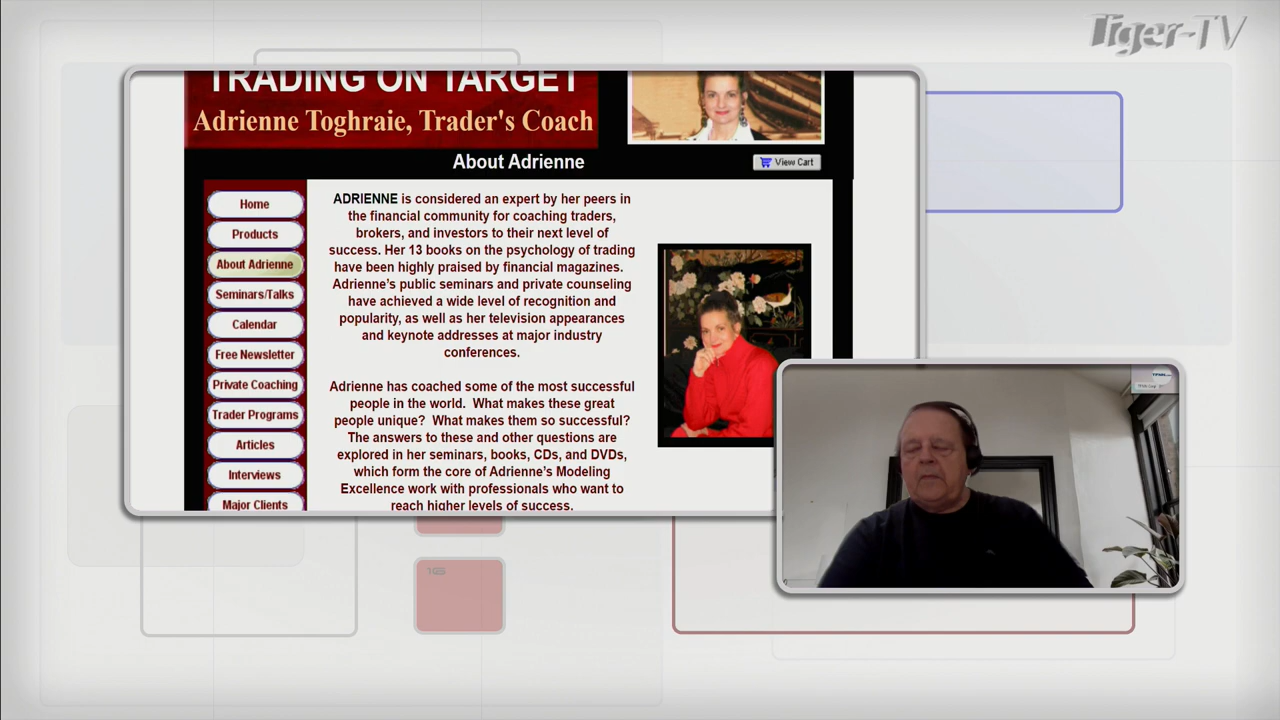 Tiger-TV
TRADING ON TARGET
Adrienne Toghraie, Trader's Coach
About Adrienne
View Cart
Home
Products
About Adrienne
Seminars/Talks
Calendar
Free Newsletter
Private Coaching
Trader Programs
Articles
Interviews
Major Clients
ADRIENNE is considered an expert by her peers in
the financial community for coaching traders,
brokers, and investors to their next level of
success. Her 13 books on the psychology of trading
have been highly praised by financial magazines.
Adrienne's public seminars and private counseling
have achieved a wide level of recognition and
popularity, as well as her television appearances
and keynote addresses at major industry
conferences.
Adrienne has coached some of the most successful
people in the world. What makes these great
people unique? What makes them so successful?
The answers to these and other questions are
explored in her seminars, books, CDs, and DVDs,
which form the core of Adrienne's Modeling
Excellence work with professionals who want to
reach higher levels of success.
16